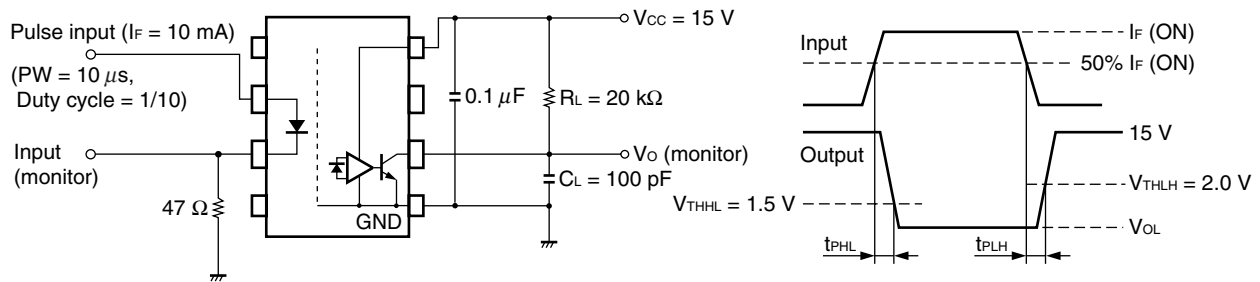 Pulse input (IF = 10 mA)
(PW = 10 μs,
Duty cycle = 1/10)
Input
(monitor)
47 Ω
GND
VCC = 15 V
0.1 μF
RL = 20 kΩ
VO (monitor)
CL = 100 pF
Input
IF (ON)
50% IF (ON)
Output
15 V
VTHHL = 1.5 V
VTHLH = 2.0 V
VOL
tPHL
tPLH